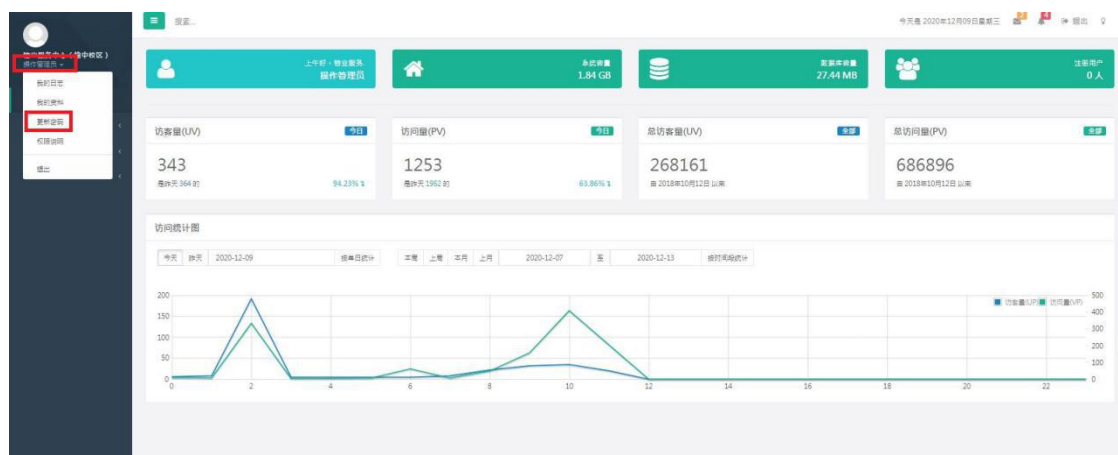 搜索...
今天是 2020年12月09日星期三
退出
操作管理员
我的日志
我的资料
更新密码
权限说明
退出
上午好，物业服务
操作管理员
系统容量
1.84 GB
数据库容量
27.44 MB
注册用户
0 人
访客量(UV) 今日
343
是昨天 364 的 94.23%
访问量(PV) 今日
1253
是昨天 1962 的 63.86%
总访客量(UV) 全部
268161
自 2018年10月12日 以来
总访问量(PV) 全部
686896
自 2018年10月12日 以来
访问统计图
今天 昨天 2020-12-09 按单日统计 本周 上周 本月 上月 2020-12-07 至 2020-12-13 按时间段统计
访客量(UP) 访问量(VP)
200 500
150 400
100 300
50 200
0 100
0
0 2 4 6 8 10 12 14 16 18 20 22